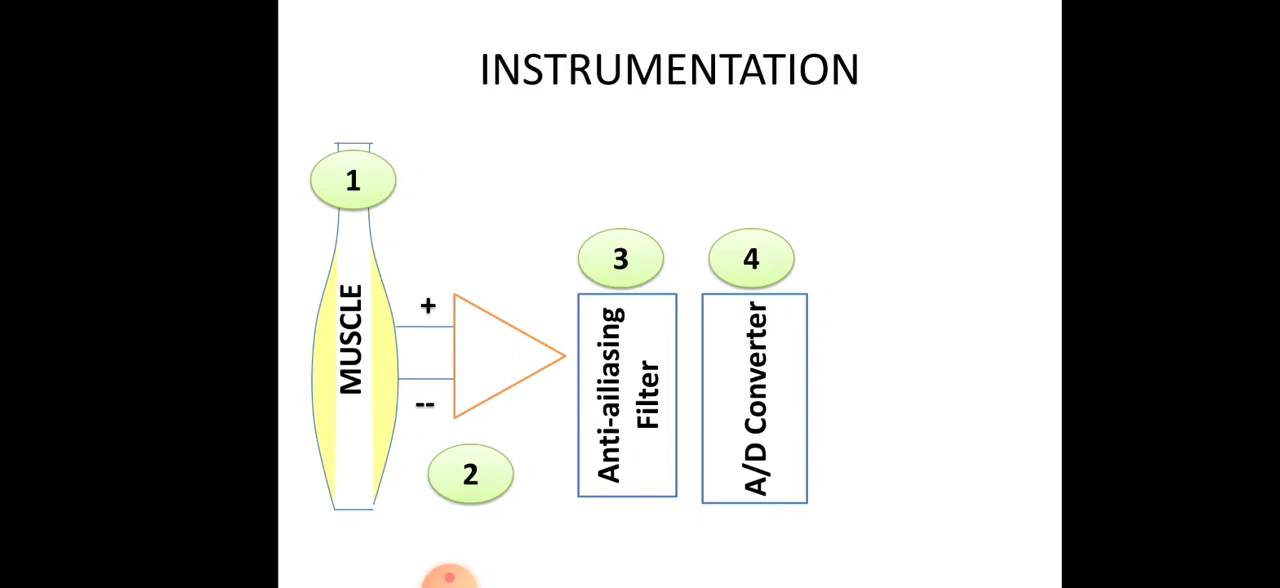 INSTRUMENTATION
1
MUSCLE
+
--
2
3
Anti-ailiasing
Filter
4
A/D Converter